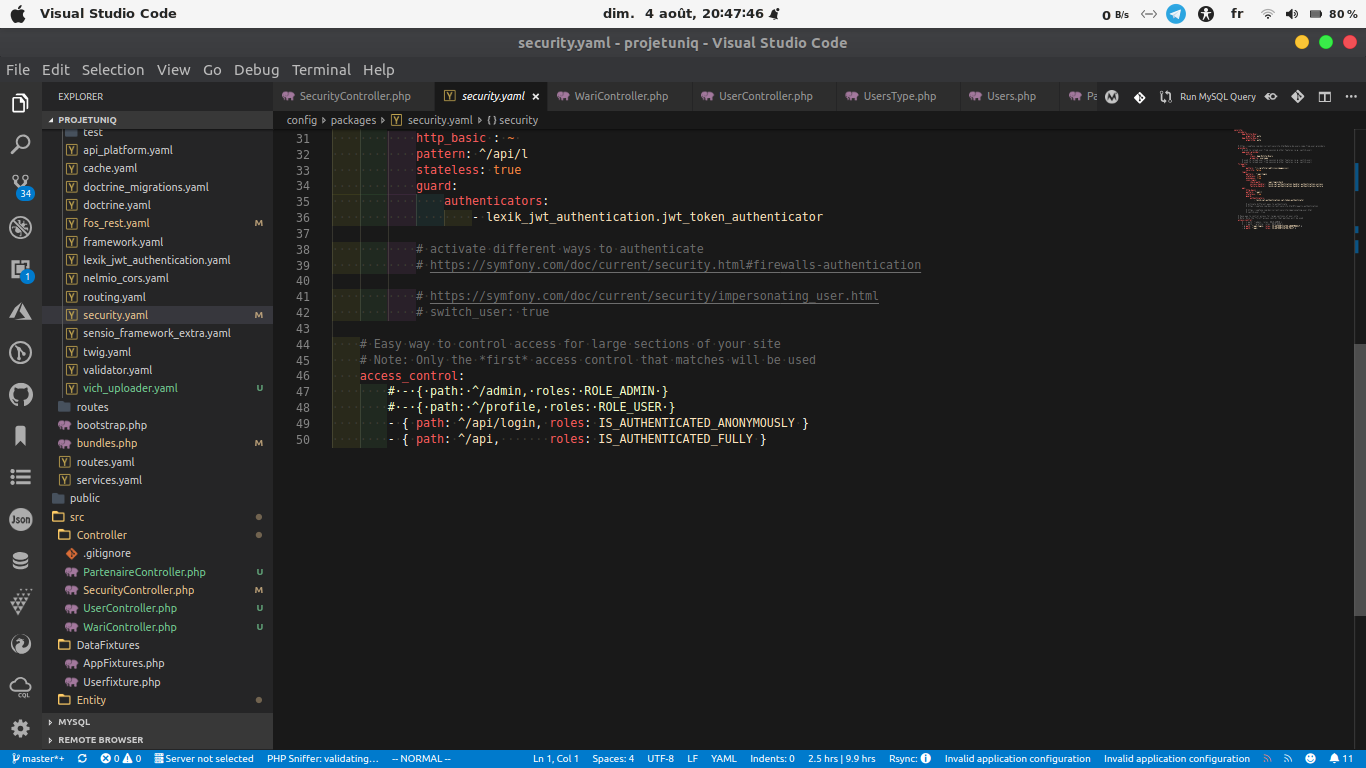 Visual Studio Code
dim. 4 août, 20:47:46
0 B/s
fr
80 %
security.yaml - projetuniq - Visual Studio Code
File Edit Selection View Go Debug Terminal Help
EXPLORER
SecurityController.php
security.yaml
WariController.php
UserController.php
UsersType.php
Users.php
Pa
Run MySQL Query
PROJETUNIQ
config > packages > security.yaml > {} security
test
api_platform.yaml
cache.yaml
doctrine_migrations.yaml
doctrine.yaml
fos_rest.yaml M
framework.yaml
lexik_jwt_authentication.yaml
nelmio_cors.yaml
routing.yaml
security.yaml M
sensio_framework_extra.yaml
twig.yaml
validator.yaml
vich_uploader.yaml U
routes
bootstrap.php
bundles.php M
routes.yaml
services.yaml
public
src
Controller
.gitignore
PartenaireController.php U
SecurityController.php M
UserController.php U
WariController.php U
DataFixtures
AppFixtures.php
Userfixture.php
Entity
MYSQL
REMOTE BROWSER
34
1
Json
CQL
31 http_basic : ~
32 pattern: ^/api/l
33 stateless: true
34 guard:
35 authenticators:
36 - lexik_jwt_authentication.jwt_token_authenticator
37
38 # activate different ways to authenticate
39 # https://symfony.com/doc/current/security.html#firewalls-authentication
40
41 # https://symfony.com/doc/current/security/impersonating_user.html
42 # switch_user: true
43
44 # Easy way to control access for large sections of your site
45 # Note: Only the *first* access control that matches will be used
46 access_control:
47 # - { path: ^/admin, roles: ROLE_ADMIN }
48 # - { path: ^/profile, roles: ROLE_USER }
49 - { path: ^/api/login, roles: IS_AUTHENTICATED_ANONYMOUSLY }
50 - { path: ^/api, roles: IS_AUTHENTICATED_FULLY }
master*+ 0 0 Server not selected PHP Sniffer: validating... -- NORMAL -- Ln 1, Col 1 Spaces: 4 UTF-8 LF YAML Indents: 0 2.5 hrs | 9.9 hrs Rsync: Invalid application configuration Invalid application configuration 11